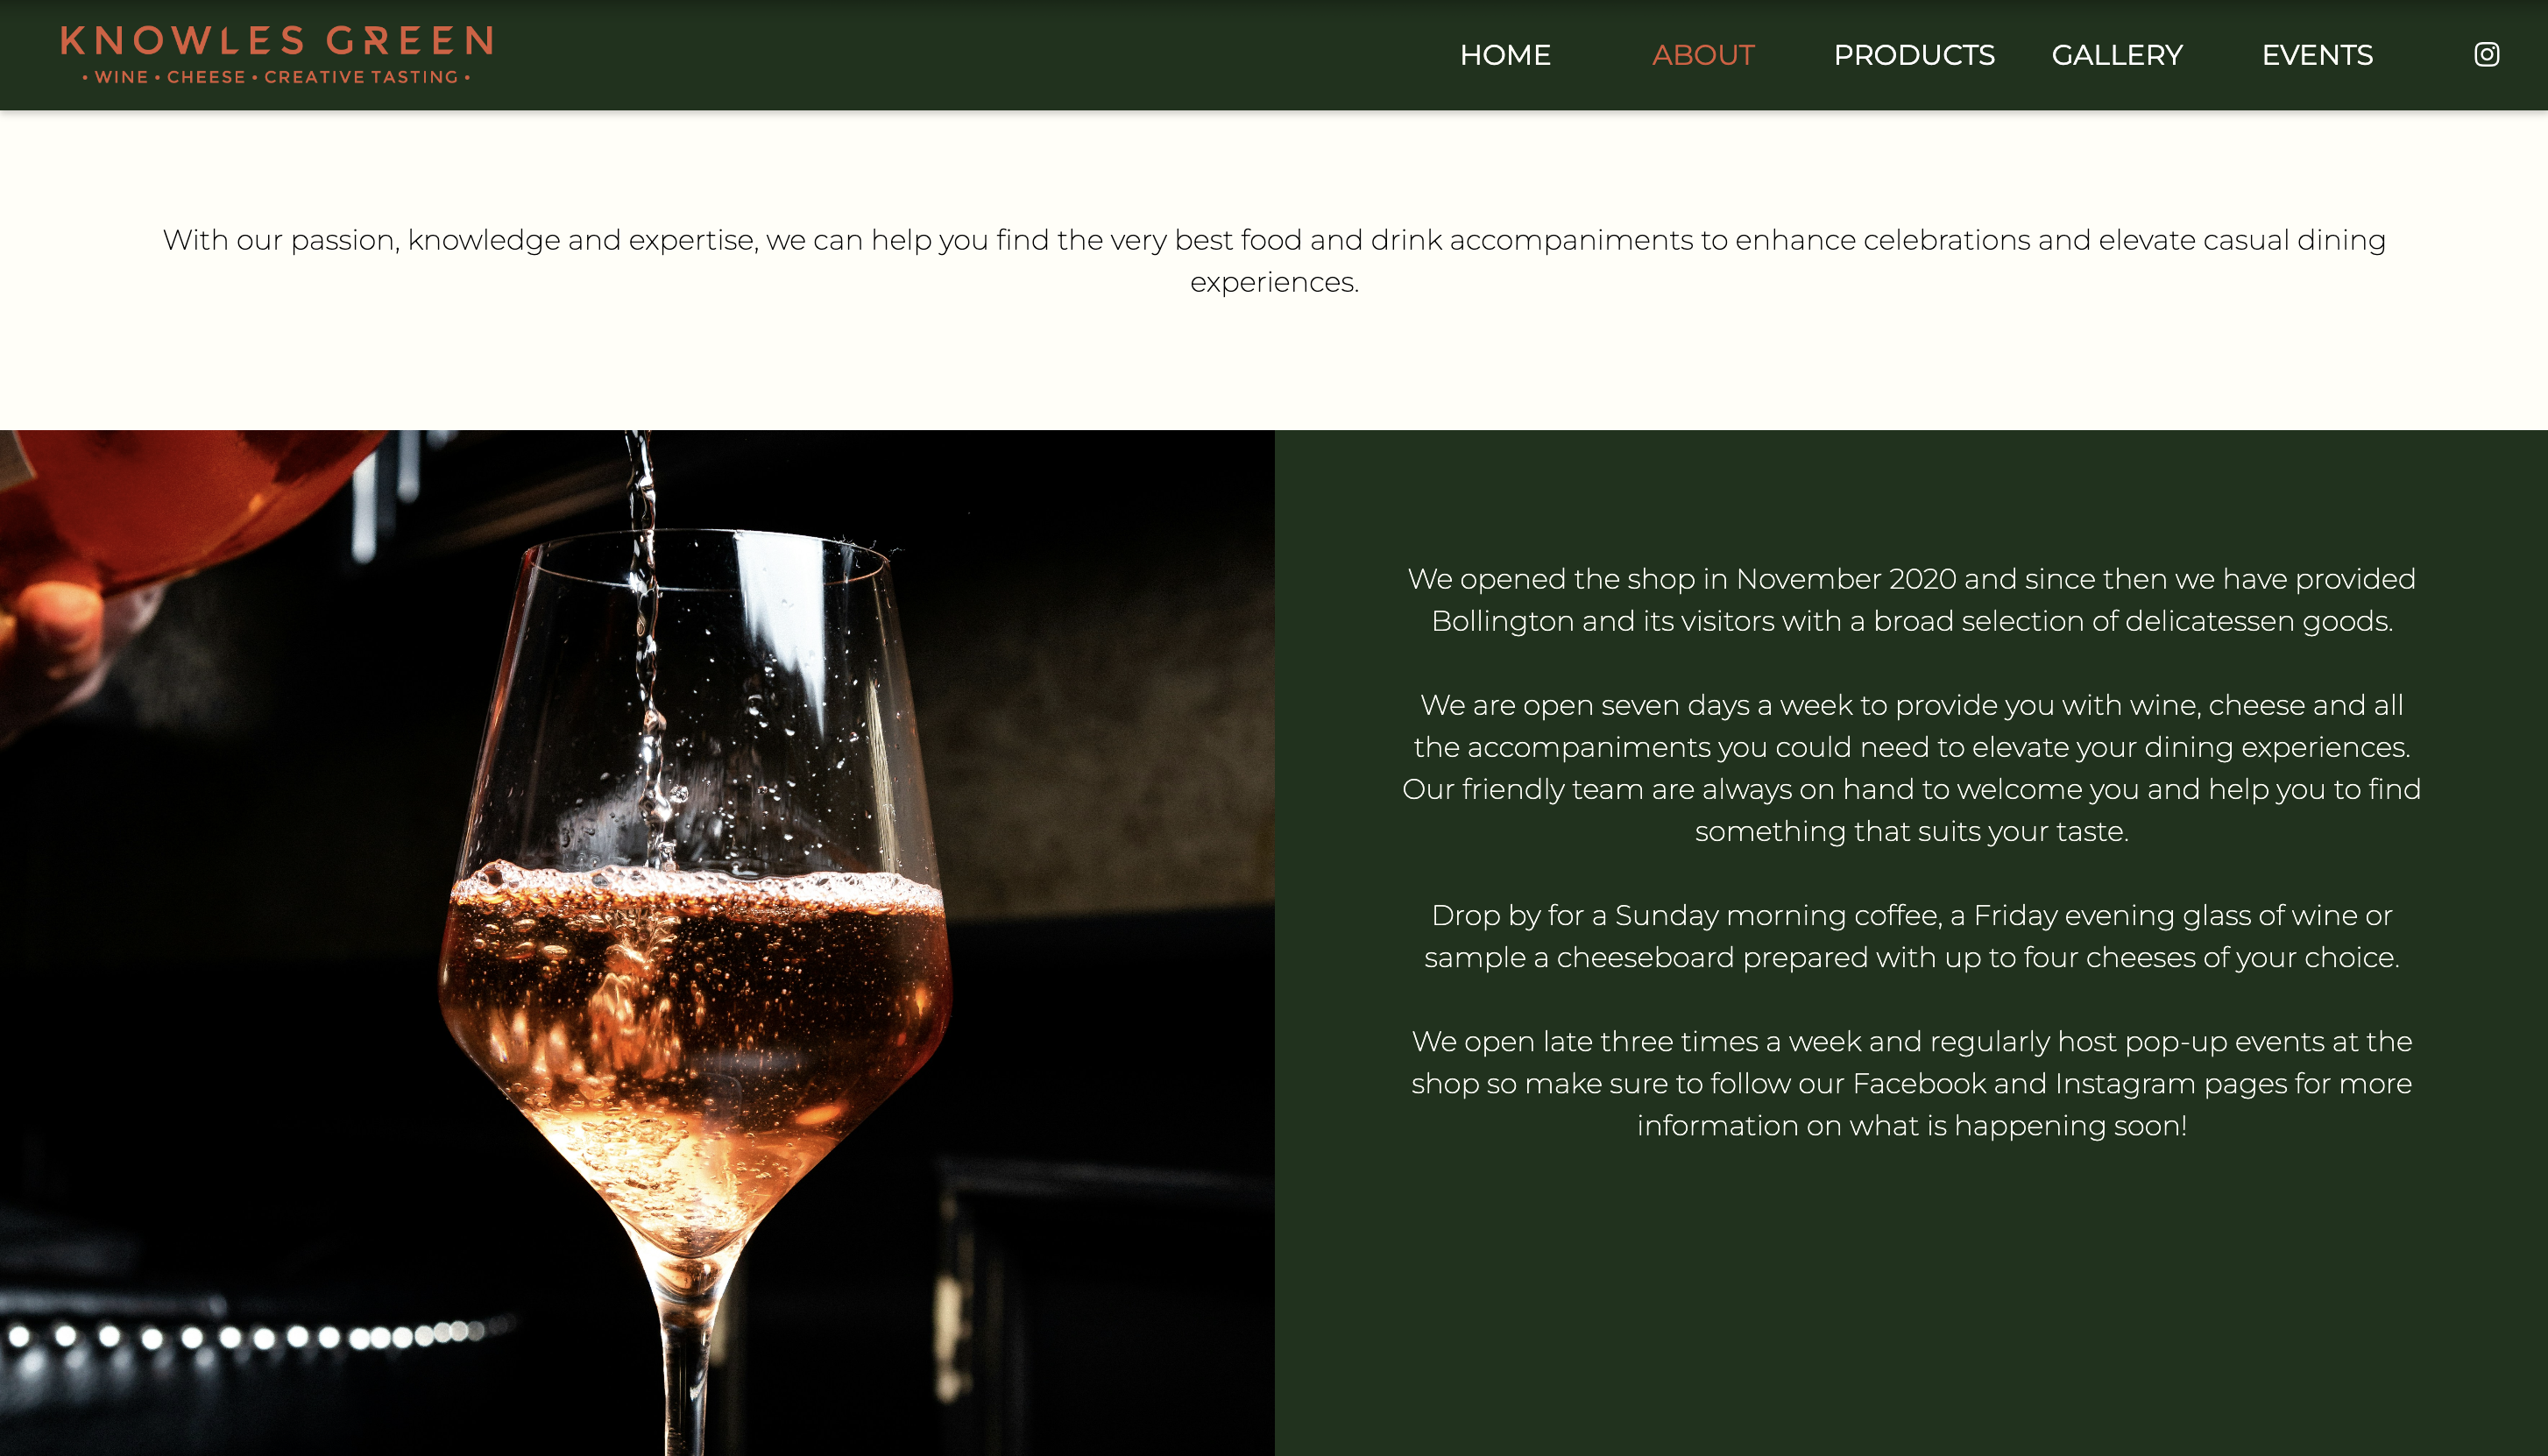 KNOWLES GREEN
• WINE • CHEESE • CREATIVE TASTING •
HOME
ABOUT
PRODUCTS
GALLERY
EVENTS
With our passion, knowledge and expertise, we can help you find the very best food and drink accompaniments to enhance celebrations and elevate casual dining
experiences.
We opened the shop in November 2020 and since then we have provided
Bollington and its visitors with a broad selection of delicatessen goods.
We are open seven days a week to provide you with wine, cheese and all
the accompaniments you could need to elevate your dining experiences.
Our friendly team are always on hand to welcome you and help you to find
something that suits your taste.
Drop by for a Sunday morning coffee, a Friday evening glass of wine or
sample a cheeseboard prepared with up to four cheeses of your choice.
We open late three times a week and regularly host pop-up events at the
shop so make sure to follow our Facebook and Instagram pages for more
information on what is happening soon!